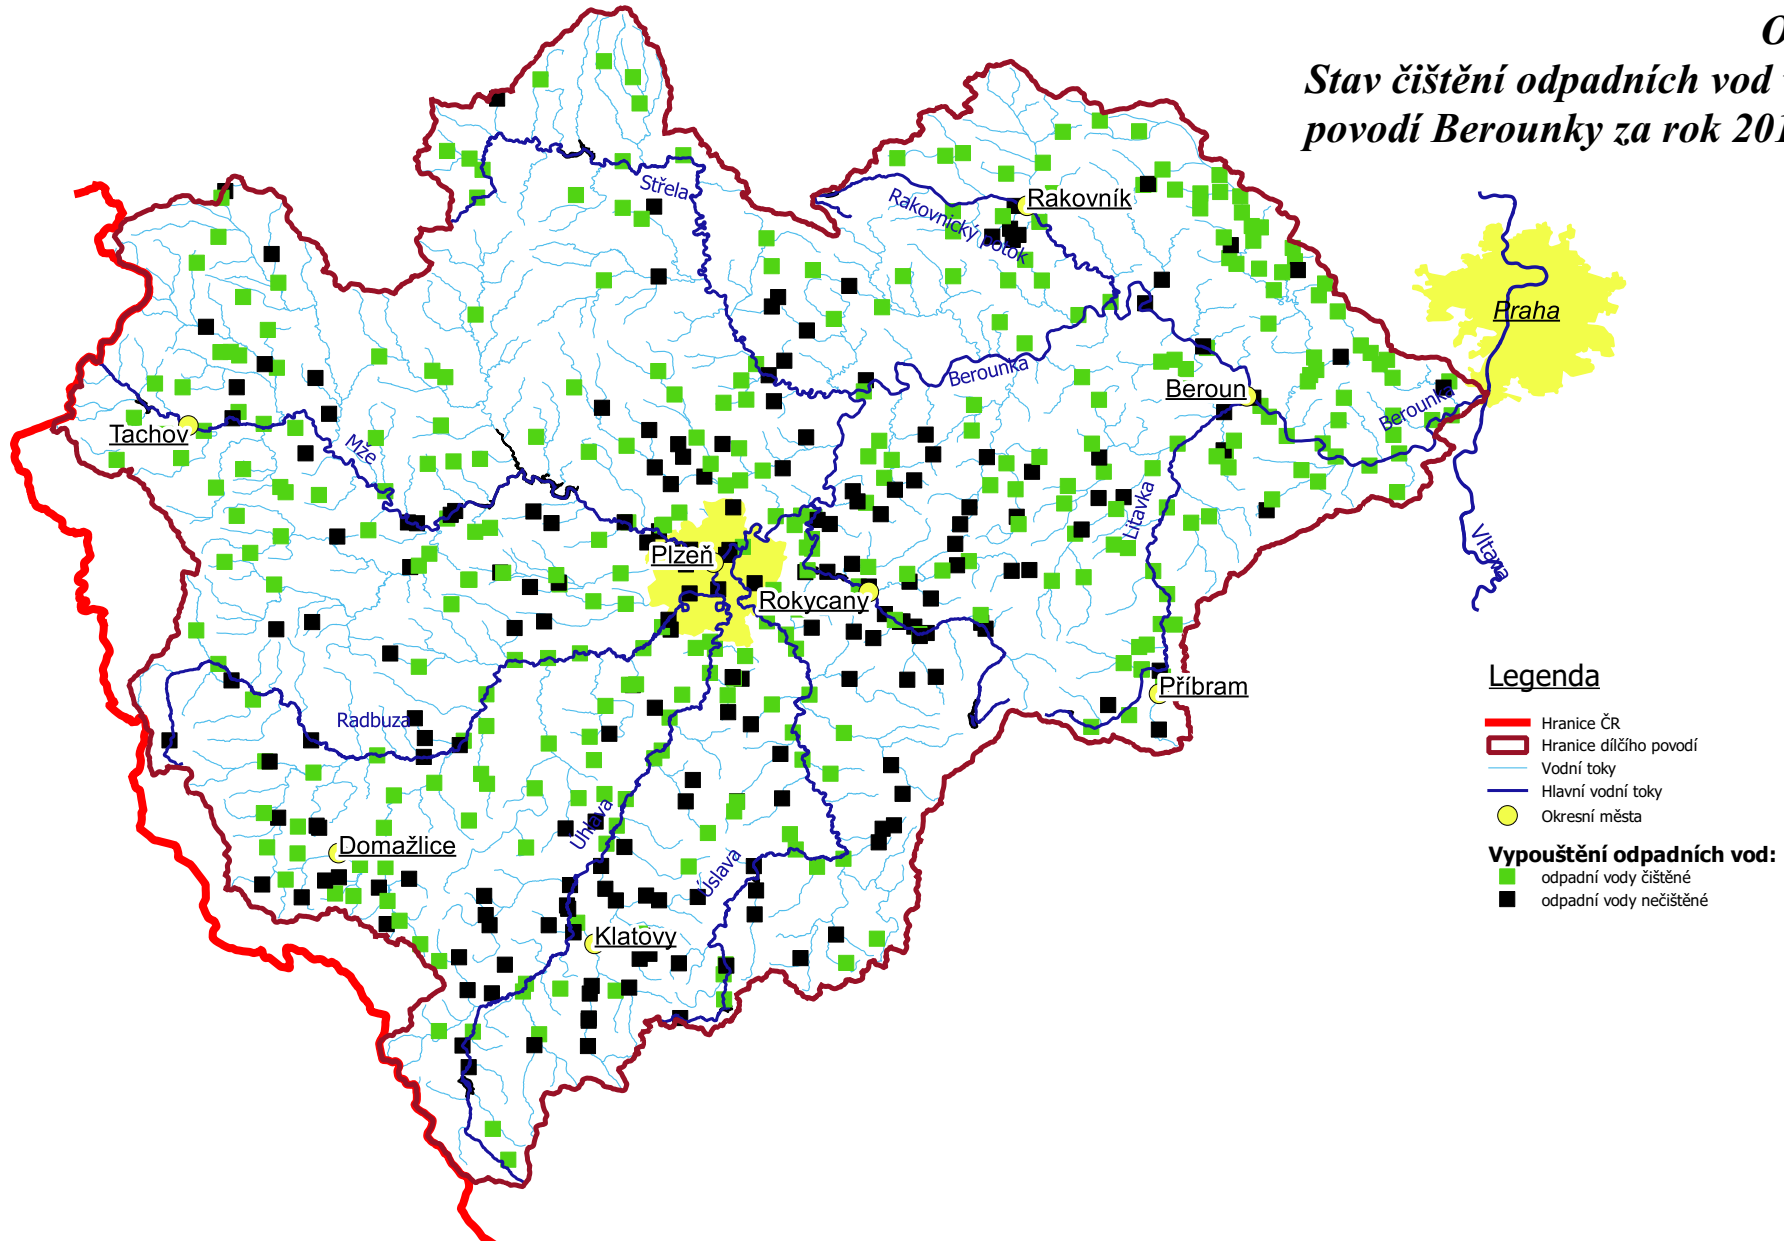 O
Stav čištění odpadních vod
povodí Berounky za rok 201
Střela
Rakovník
Rakovnický potok
Praha
Berounka
Beroun
Berounka
Tachov
Mže
Litavka
Vltava
Plzeň
Rokycany
Příbram
Radbuza
Úhlava
Domažlice
Úslava
Klatovy
Legenda
Hranice ČR
Hranice dílčího povodí
Vodní toky
Hlavní vodní toky
Okresní města
Vypouštění odpadních vod:
odpadní vody čištěné
odpadní vody nečištěné